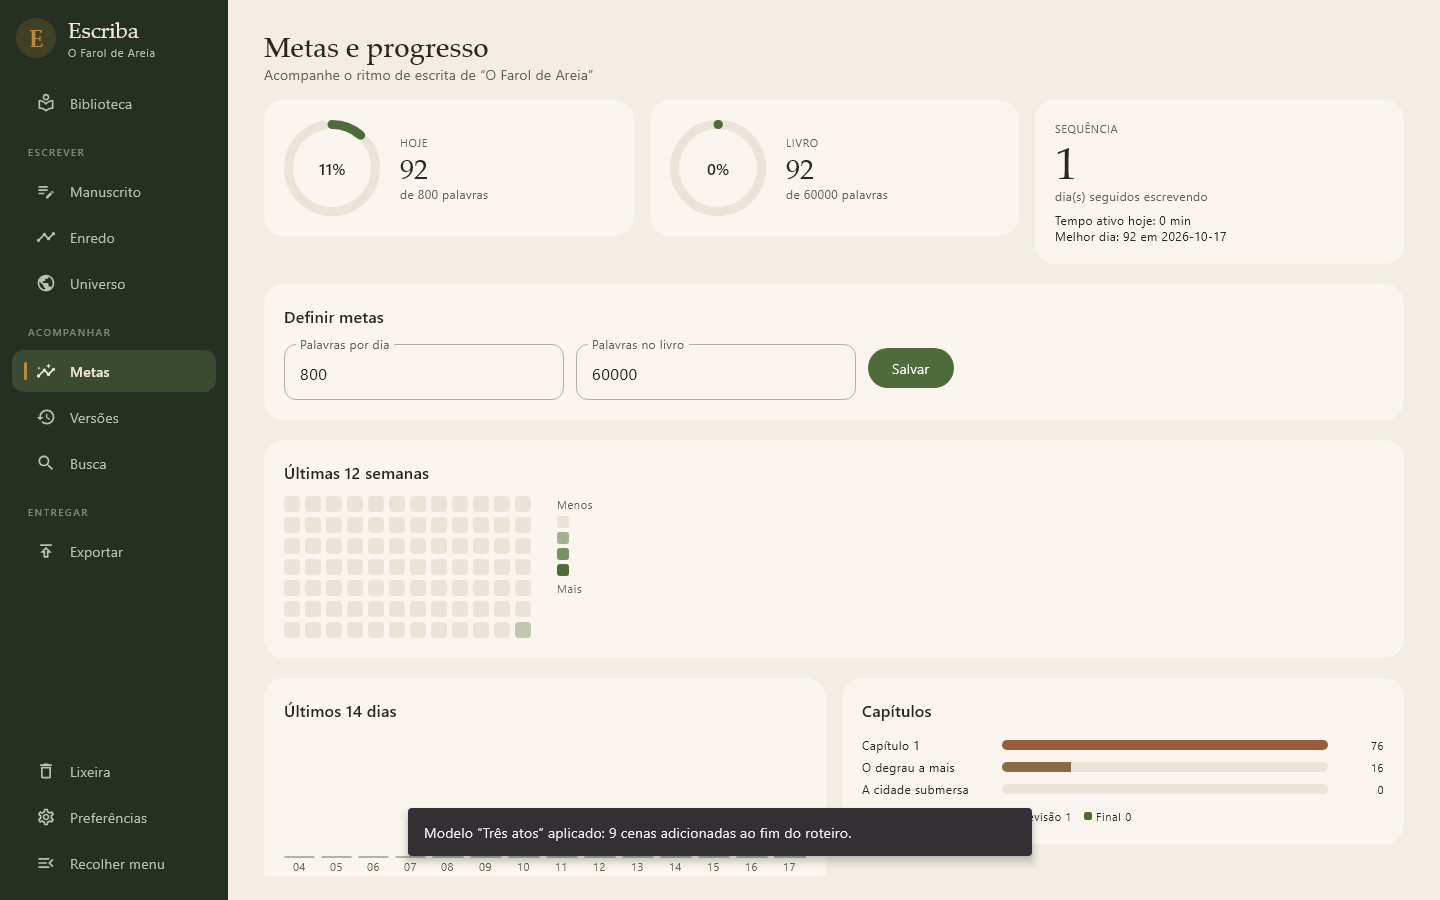 E
Escriba
O Farol de Areia
Biblioteca
ESCREVER
Manuscrito
Enredo
Universo
ACOMPANHAR
Metas
Versões
Busca
ENTREGAR
Exportar
Lixeira
Preferências
Recolher menu
Metas e progresso
Acompanhe o ritmo de escrita de “O Farol de Areia”
11%
HOJE
92
de 800 palavras
0%
LIVRO
92
de 60000 palavras
SEQUÊNCIA
1
dia(s) seguidos escrevendo
Tempo ativo hoje: 0 min
Melhor dia: 92 em 2026-10-17
Definir metas
Palavras por dia
800
Palavras no livro
60000
Salvar
Últimas 12 semanas
Menos
Mais
Últimos 14 dias
04 05 06 07 08 09 10 11 12 13 14 15 16 17
Capítulos
Capítulo 1 76
O degrau a mais 16
A cidade submersa 0
evisão 1 Final 0
Modelo “Três atos” aplicado: 9 cenas adicionadas ao fim do roteiro.